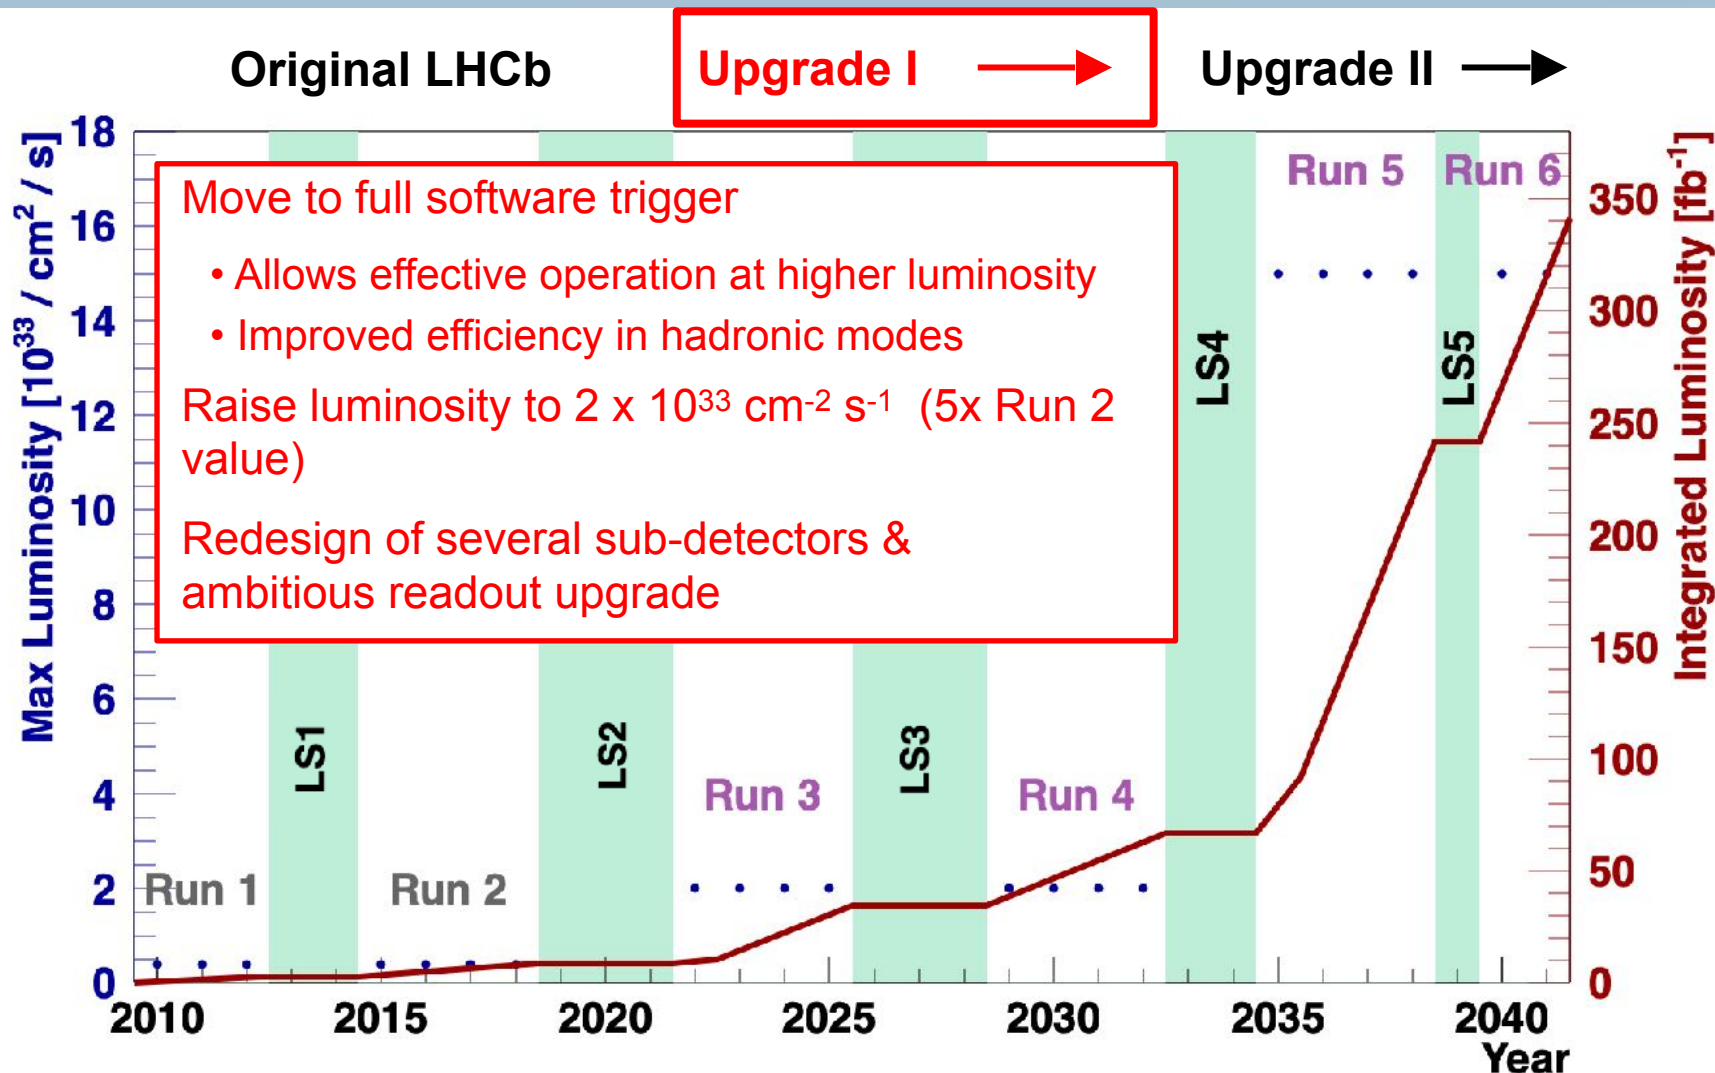 Original LHCb
Upgrade I
Upgrade II
Max Luminosity [10³³ / cm² / s]
18
16
14
12
10
8
6
4
2
0
Move to full software trigger
• Allows effective operation at higher luminosity
• Improved efficiency in hadronic modes
Raise luminosity to 2 x 10³³ cm⁻² s⁻¹ (5x Run 2
value)
Redesign of several sub-detectors &
ambitious readout upgrade
Run 1
LS1
Run 2
LS2
Run 3
LS3
Run 4
LS4
Run 5
LS5
Run 6
350
300
250
200
150
100
50
0
Integrated Luminosity [fb⁻¹]
2010
2015
2020
2025
2030
2035
2040
Year